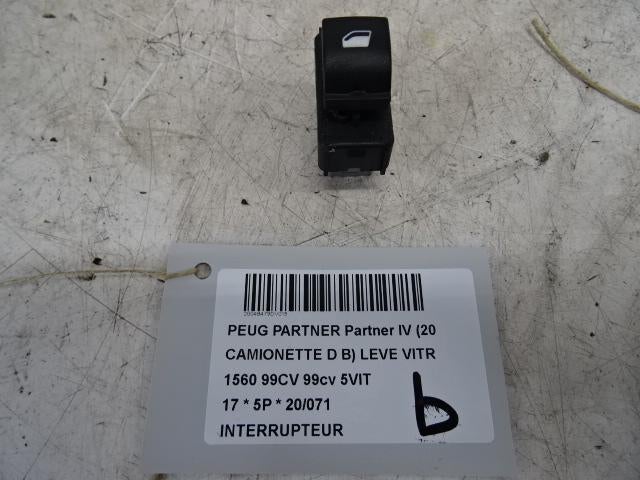 PEUG PARTNER Partner IV (20
CAMIONETTE D B) LEVE VITR
1560 99CV 99cv 5VIT
17 * 5P * 20/071
INTERRUPTEUR
b